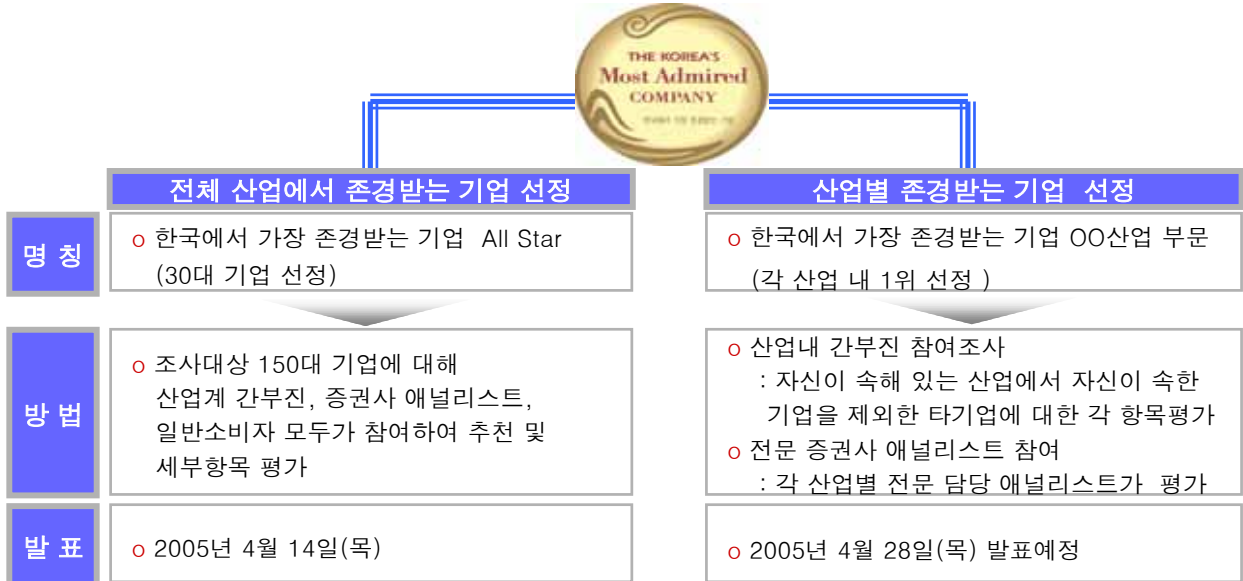 THE KOREA'S
Most Admired
COMPANY
전체 산업에서 존경받는 기업 선정
산업별 존경받는 기업 선정
명 칭
o 한국에서 가장 존경받는 기업 All Star
(30대 기업 선정)
o 한국에서 가장 존경받는 기업 OO산업 부문
(각 산업 내 1위 선정 )
방 법
o 조사대상 150대 기업에 대해
산업계 간부진, 증권사 애널리스트,
일반소비자 모두가 참여하여 추천 및
세부항목 평가
o 산업내 간부진 참여조사
: 자신이 속해 있는 산업에서 자신이 속한
기업을 제외한 타기업에 대한 각 항목평가
o 전문 증권사 애널리스트 참여
: 각 산업별 전문 담당 애널리스트가 평가
발 표
o 2005년 4월 14일(목)
o 2005년 4월 28일(목) 발표예정